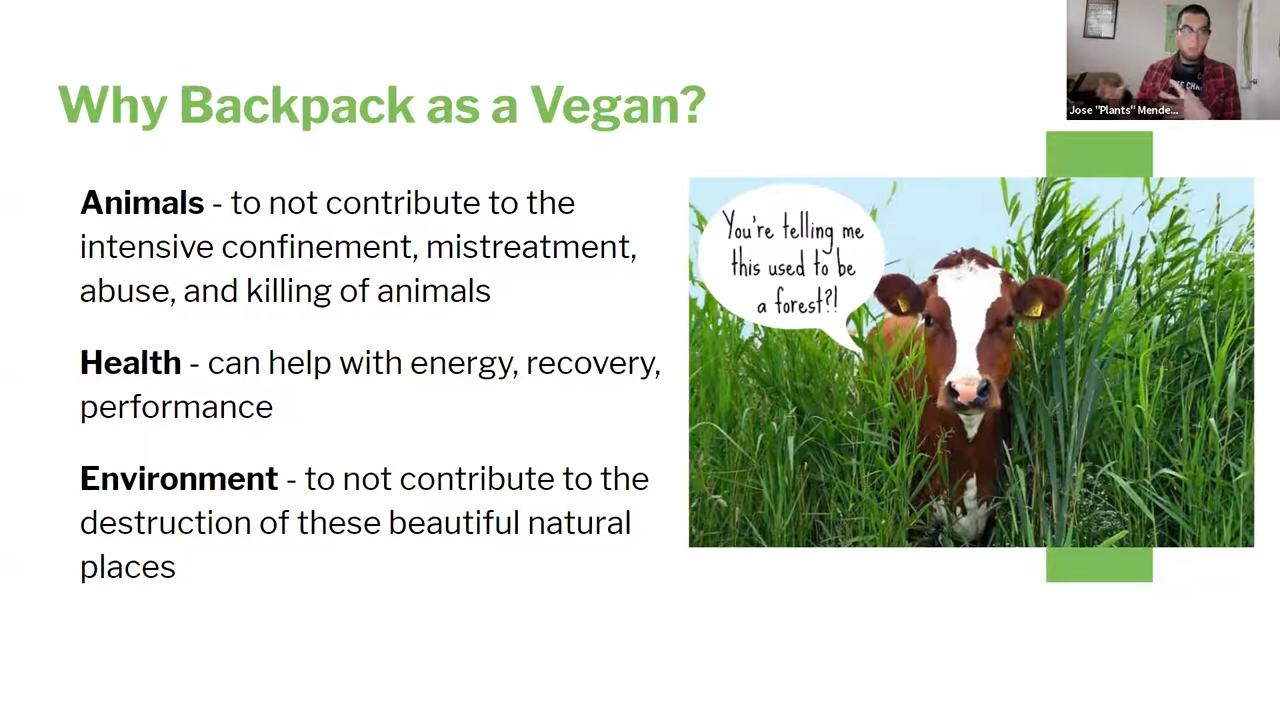 Why Backpack as a Vegan?
Animals - to not contribute to the
intensive confinement, mistreatment,
abuse, and killing of animals
Health - can help with energy, recovery,
performance
Environment - to not contribute to the
destruction of these beautiful natural
places
You're telling me
this used to be
a forest?!
Jose "Plants" Mende...